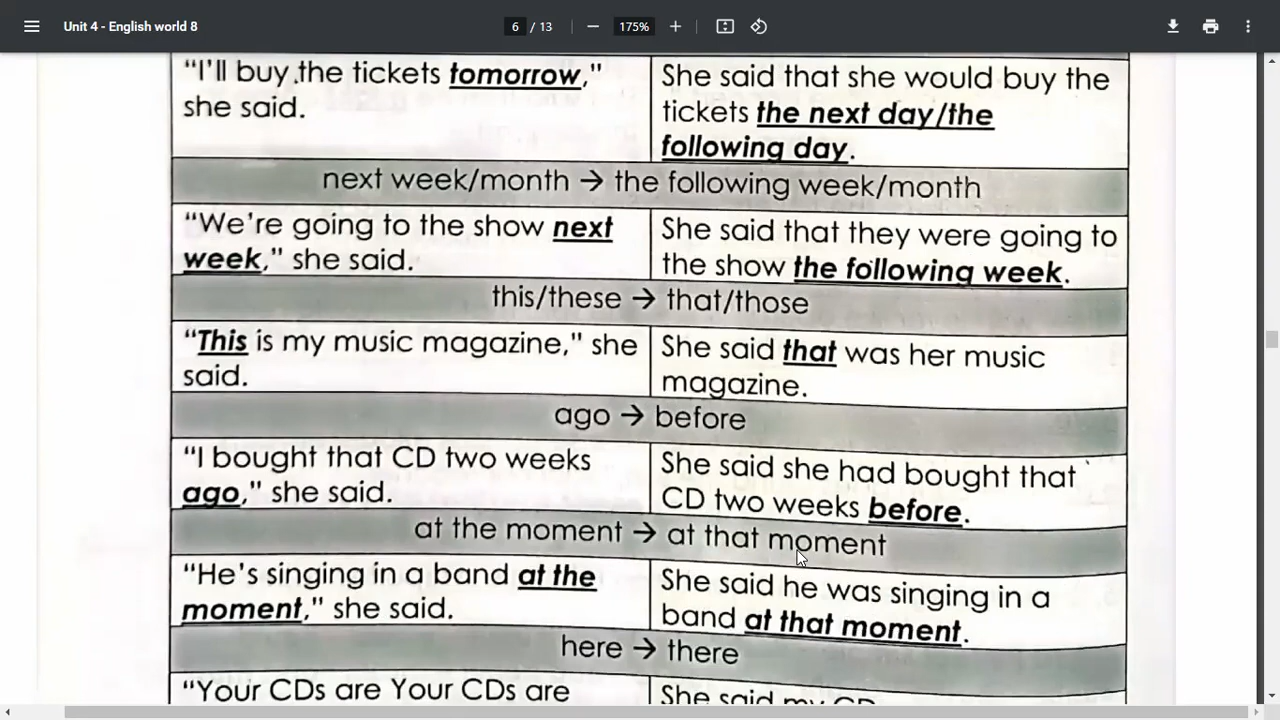 Unit 4 - English world 8
6 / 13
175%
“I’ll buy the tickets tomorrow,”
she said.
She said that she would buy the
tickets the next day/the
following day.
next week/month → the following week/month
“We’re going to the show next
week,” she said.
She said that they were going to
the show the following week.
this/these → that/those
“This is my music magazine,” she
said.
She said that was her music
magazine.
ago → before
“I bought that CD two weeks
ago,” she said.
She said she had bought that
CD two weeks before.
at the moment → at that moment
“He’s singing in a band at the
moment,” she said.
She said he was singing in a
band at that moment.
here → there
“Your CDs are Your CDs are
She said my CD